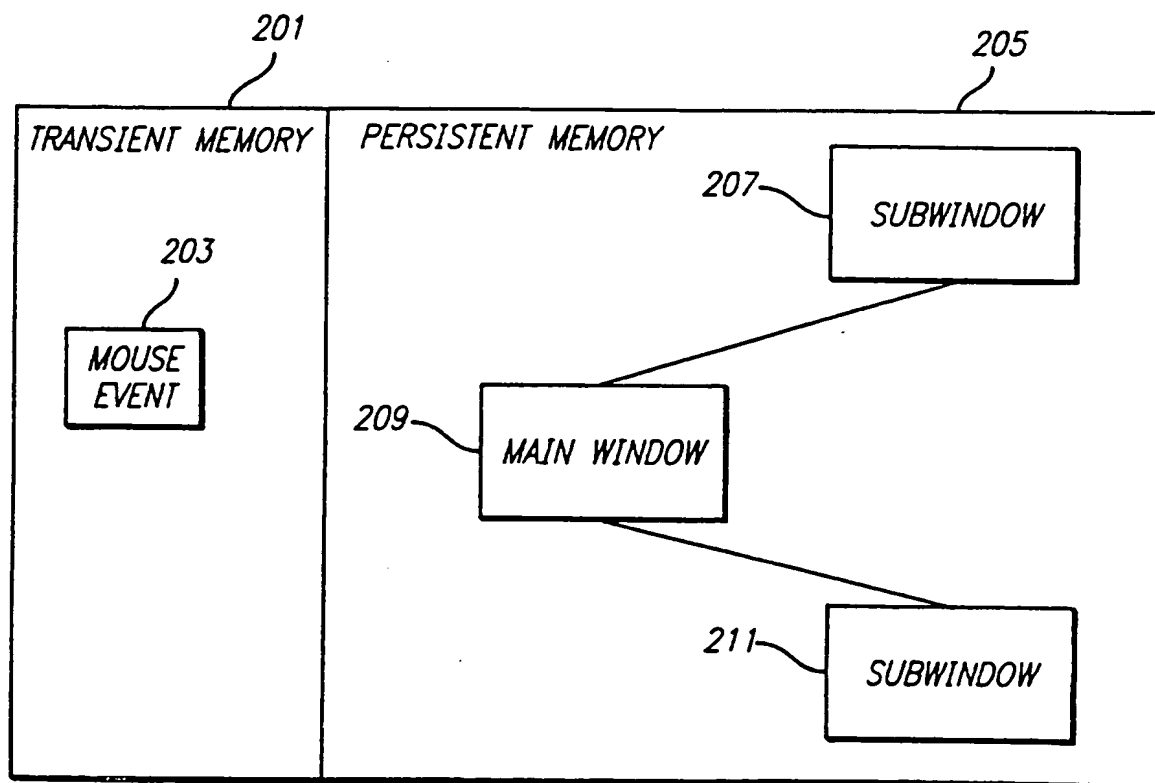 201
205
TRANSIENT MEMORY
PERSISTENT MEMORY
207
SUBWINDOW
203
MOUSE
EVENT
209
MAIN WINDOW
211
SUBWINDOW